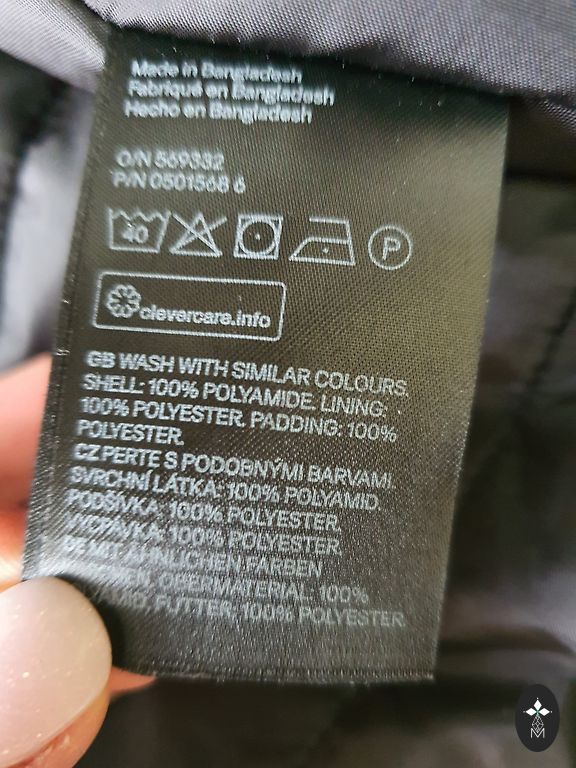 Made in Bangladesh
Fabriqué en Bangladesh
Hecho en Bangladesh
O/N 569332
P/N 0501568 6
40 P
clevercare.info
GB WASH WITH SIMILAR COLOURS.
SHELL: 100% POLYAMIDE. LINING:
100% POLYESTER. PADDING: 100%
POLYESTER.
CZ PERTE S PODOBNÝMI BARVAMI
SVRCHNÍ LÁTKA: 100% POLYAMID.
PODŠÍVKA: 100% POLYESTER.
VYCPÁVKA: 100% POLYESTER.
DE MIT ÄHNLICHEN FARBEN
OBERMATERIAL: 100%
FUTTER: 100% POLYESTER.
M